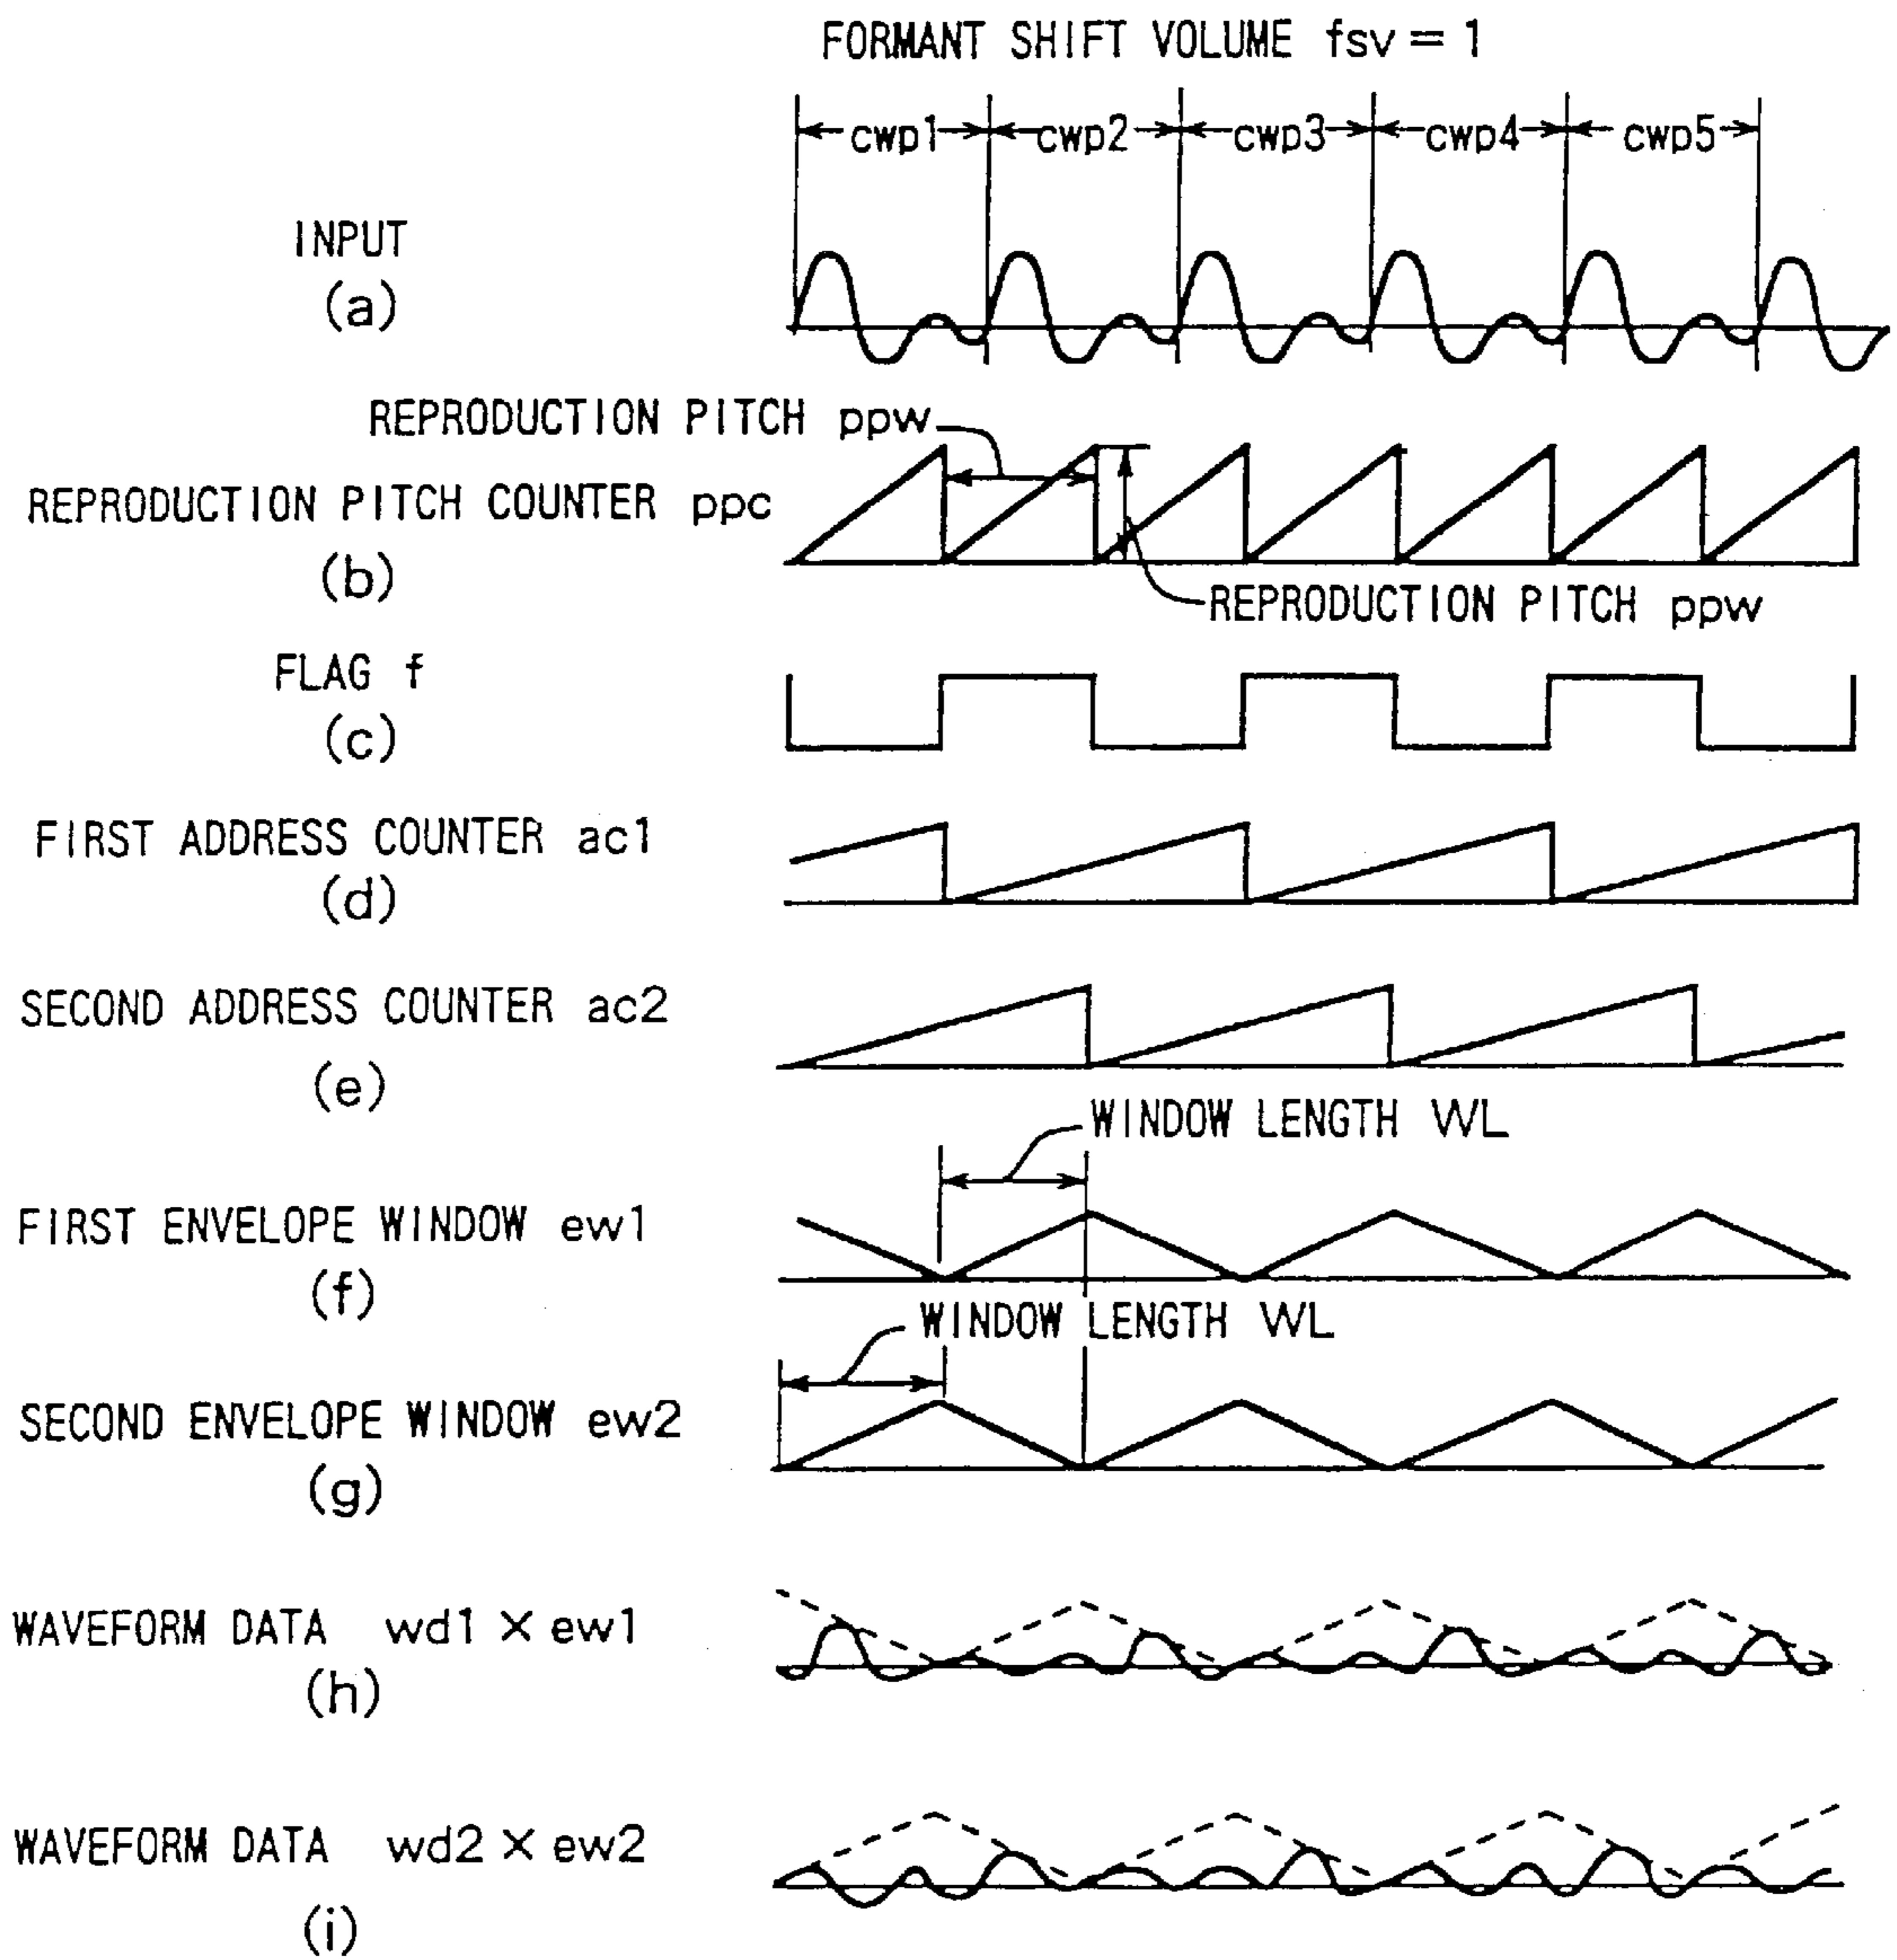 FORMANT SHIFT VOLUME fsv = 1
cwp1 cwp2 cwp3 cwp4 cwp5
INPUT
(a)
REPRODUCTION PITCH ppw
REPRODUCTION PITCH COUNTER ppc
(b)
REPRODUCTION PITCH ppw
FLAG f
(c)
FIRST ADDRESS COUNTER ac1
(d)
SECOND ADDRESS COUNTER ac2
(e)
WINDOW LENGTH WL
FIRST ENVELOPE WINDOW ew1
(f)
WINDOW LENGTH WL
SECOND ENVELOPE WINDOW ew2
(g)
WAVEFORM DATA wd1 × ew1
(h)
WAVEFORM DATA wd2 × ew2
(i)